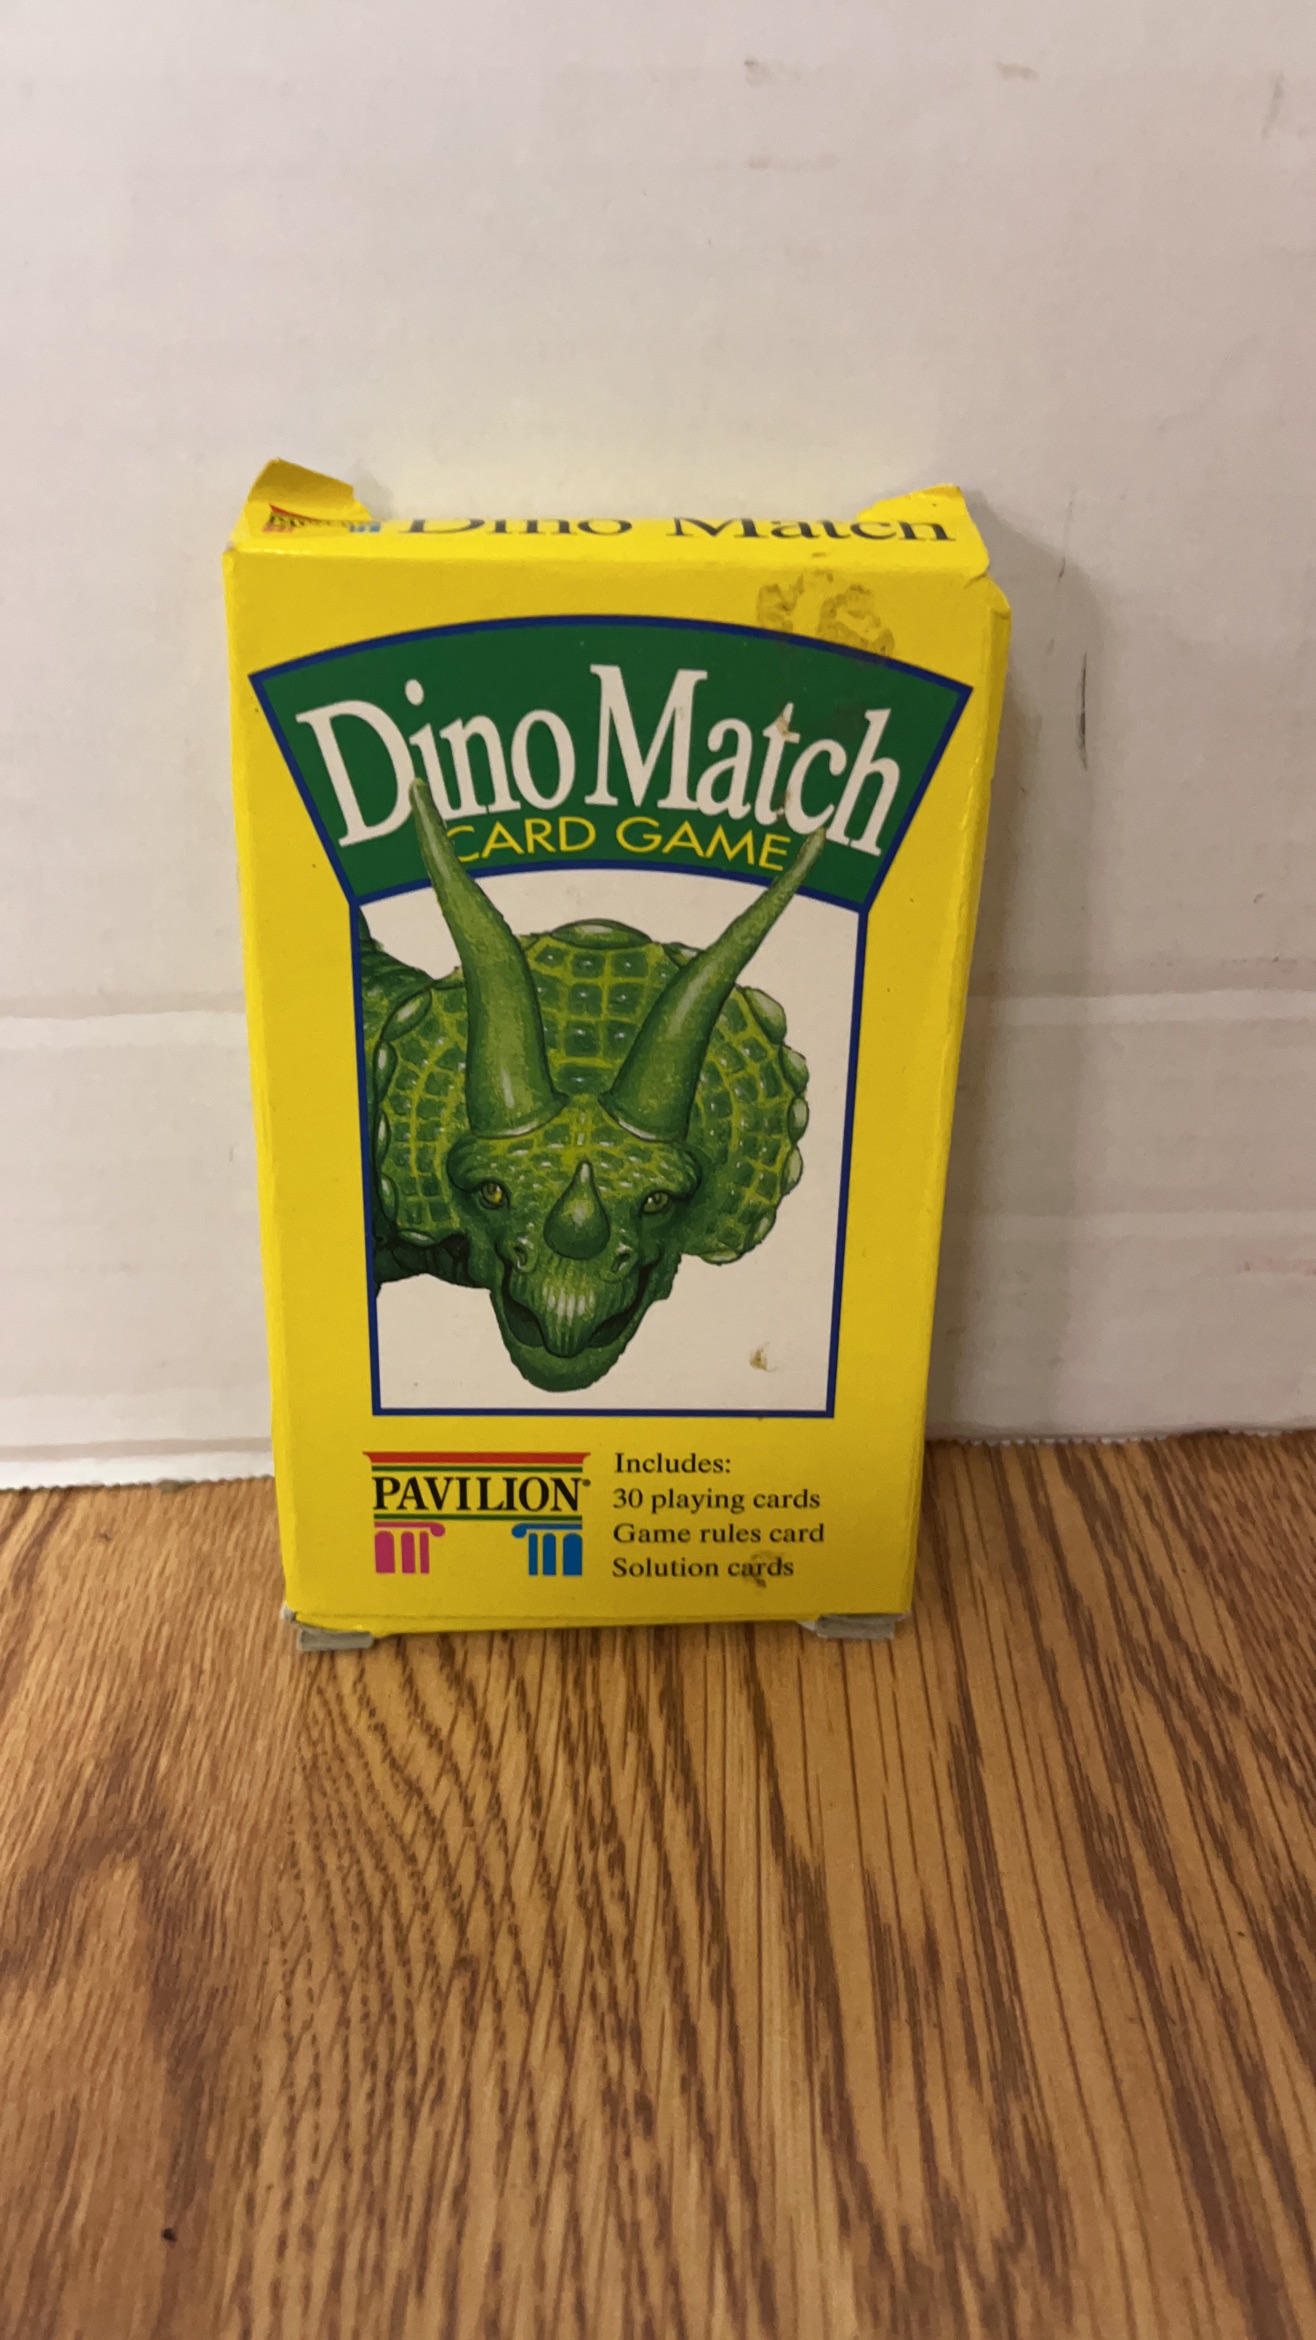 Dino Match
Dino Match
CARD GAME
PAVILION
Includes:
30 playing cards
Game rules card
Solution cards